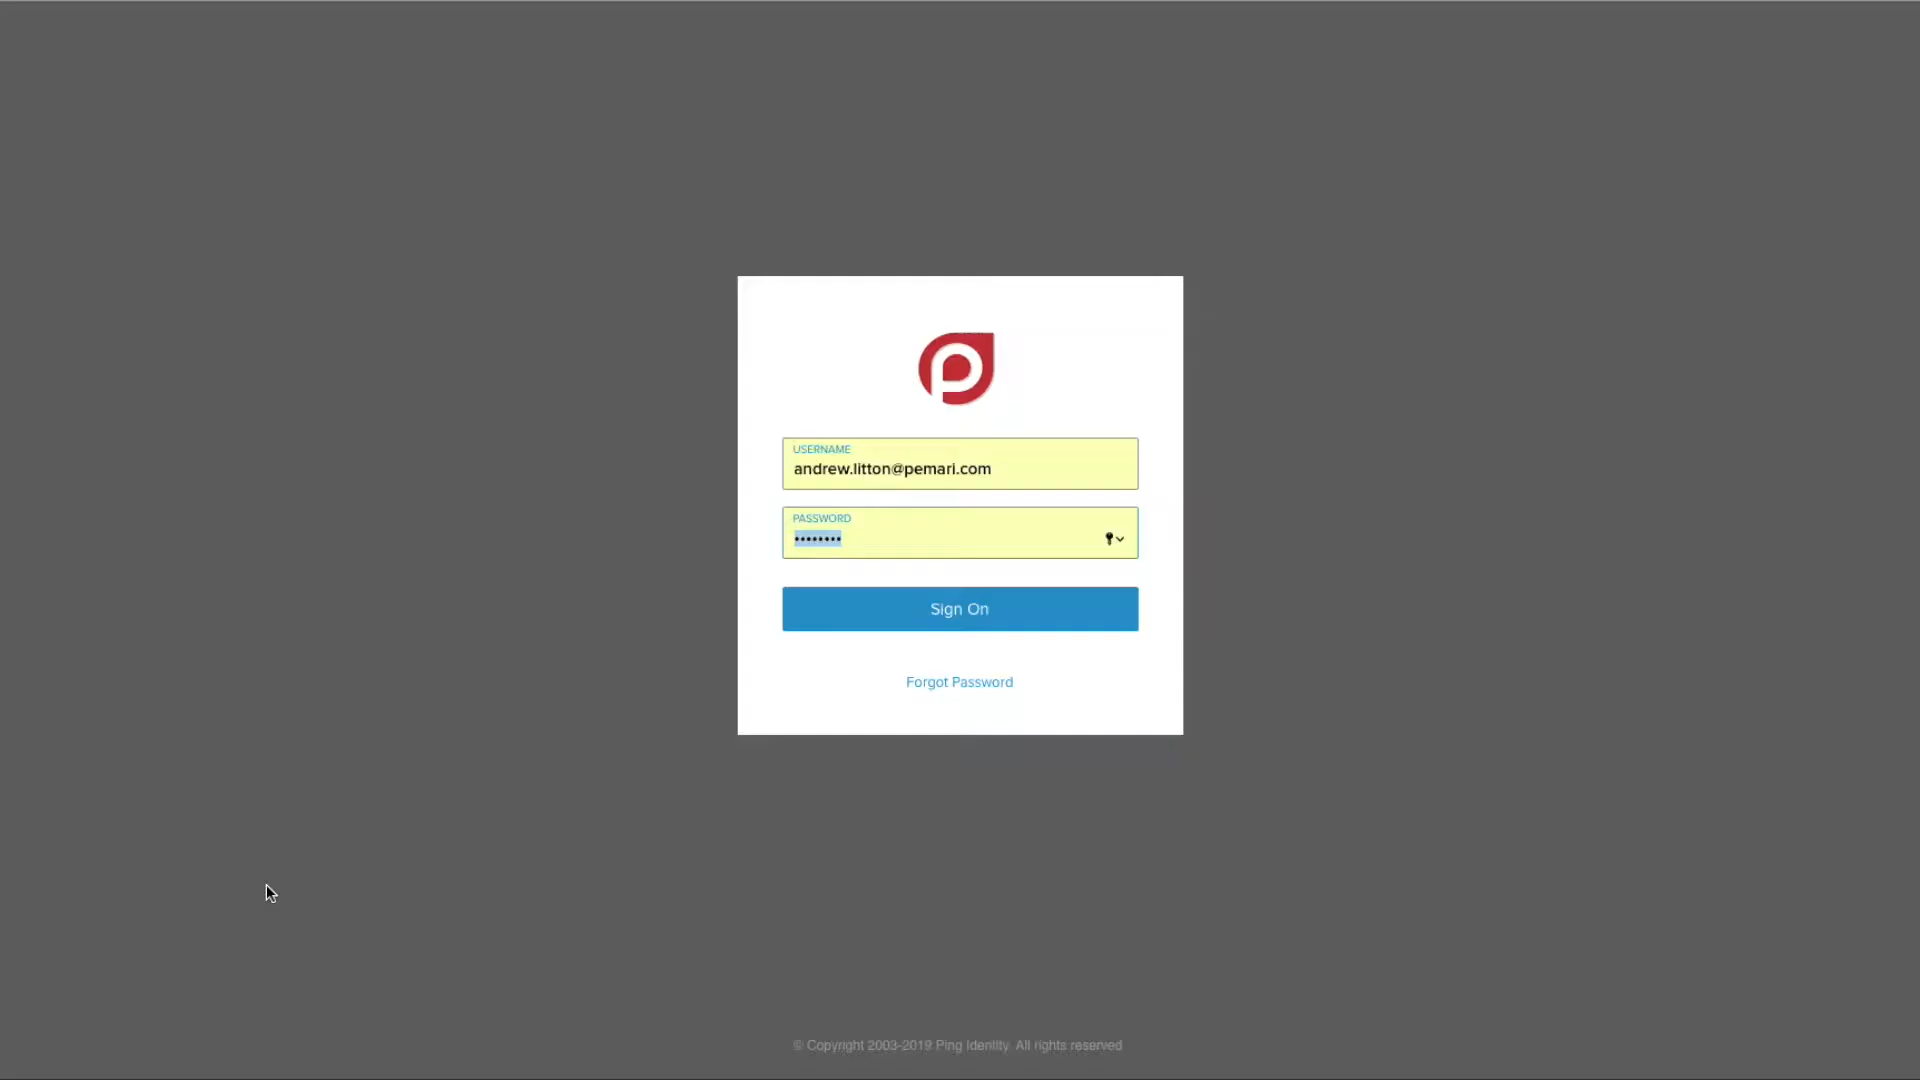 USERNAME
andrew.litton@pemari.com
PASSWORD
••••••••
Sign On
Forgot Password
© Copyright 2003-2019 Ping Identity. All rights reserved